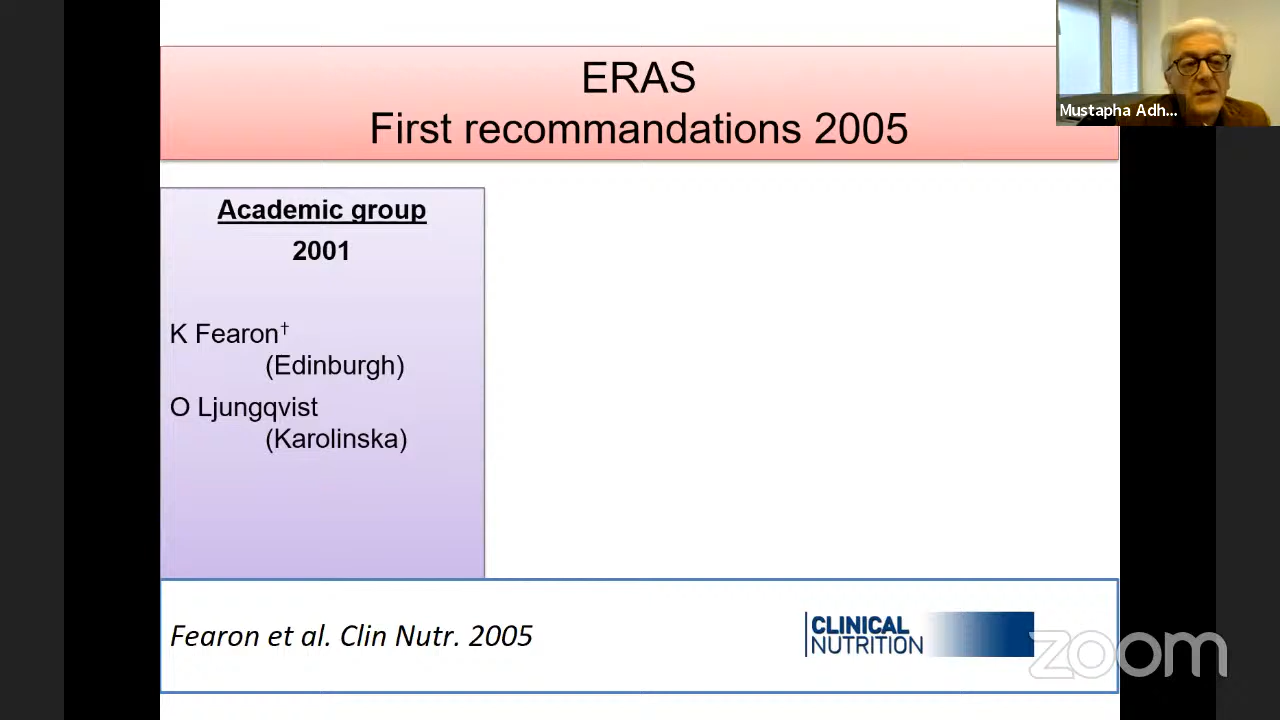 ERAS
First recommandations 2005
Mustapha Adh...
Academic group
2001
K Fearon†
(Edinburgh)
O Ljungqvist
(Karolinska)
Fearon et al. Clin Nutr. 2005
CLINICAL
NUTRITION
zoom